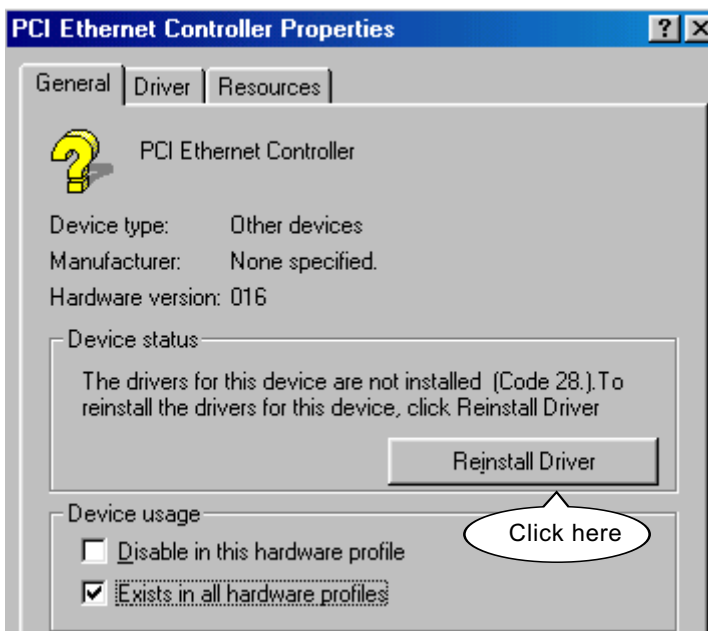 PCI Ethernet Controller Properties
General Driver Resources
PCI Ethernet Controller
Device type: Other devices
Manufacturer: None specified.
Hardware version: 016
Device status
The drivers for this device are not installed (Code 28.).To
reinstall the drivers for this device, click Reinstall Driver
Reinstall Driver
Click here
Device usage
Disable in this hardware profile
Exists in all hardware profiles